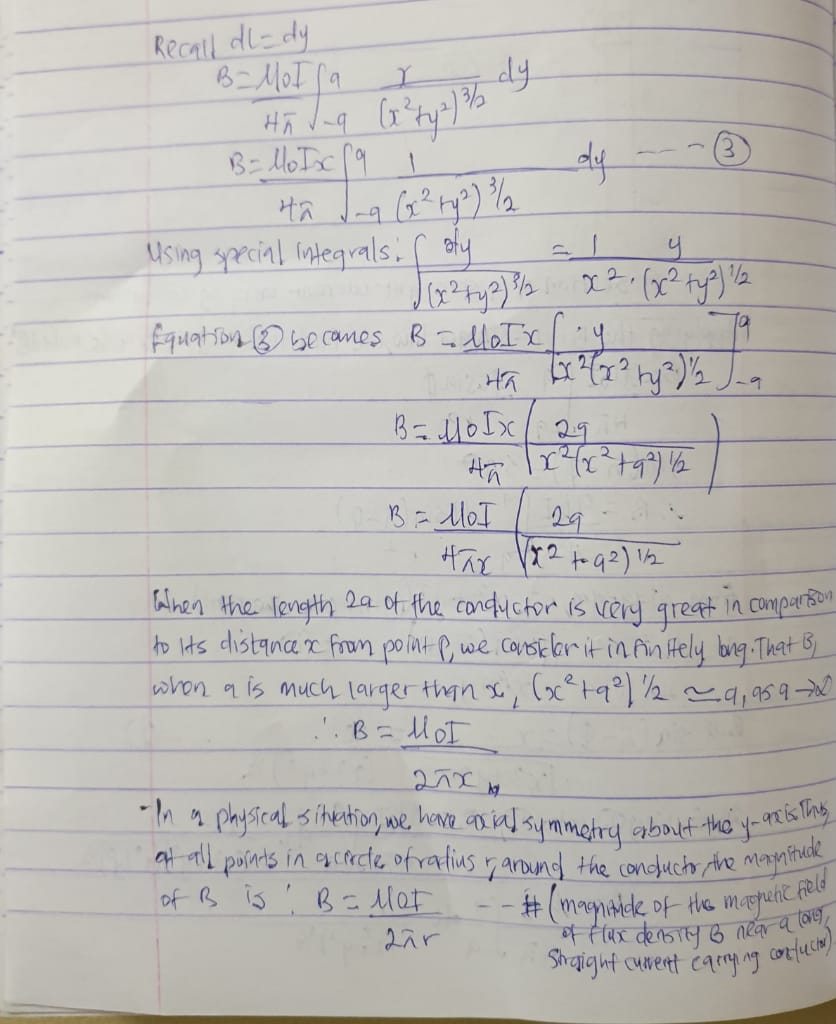 Recall dl = dy
B = μ₀I/4π ∫₋ₐᵃ x/(x²+y²)^3/2 dy
B = μ₀Ix/4π ∫₋ₐᵃ 1/(x²+y²)^3/2 dy ---- ③
Using special integrals: ∫ dy/(x²+y²)^3/2 = 1/x² · y/(x²+y²)^1/2
Equation ③ becomes B = μ₀Ix/4π [y/x²(x²+y²)^1/2]₋ₐᵃ
B = μ₀Ix/4π (2a/x²(x²+a²)^1/2)
B = μ₀I/4πx (2a/(x²+a²)^1/2
When the length 2a of the conductor is very great in comparison
to its distance x from point P, we consider it infinitely long. That is,
when a is much larger than x, (x²+a²)^1/2 ≃ a, as a→∞
∴ B = μ₀I/2πx
- In a physical situation, we have axial symmetry about the y-axis. Thus,
at all points in a circle of radius r, around the conductor, the magnitude
of B is : B = μ₀I/2πr --- # (magnitude of the magnetic field
of flux density B near a long,
straight current carrying conductor)